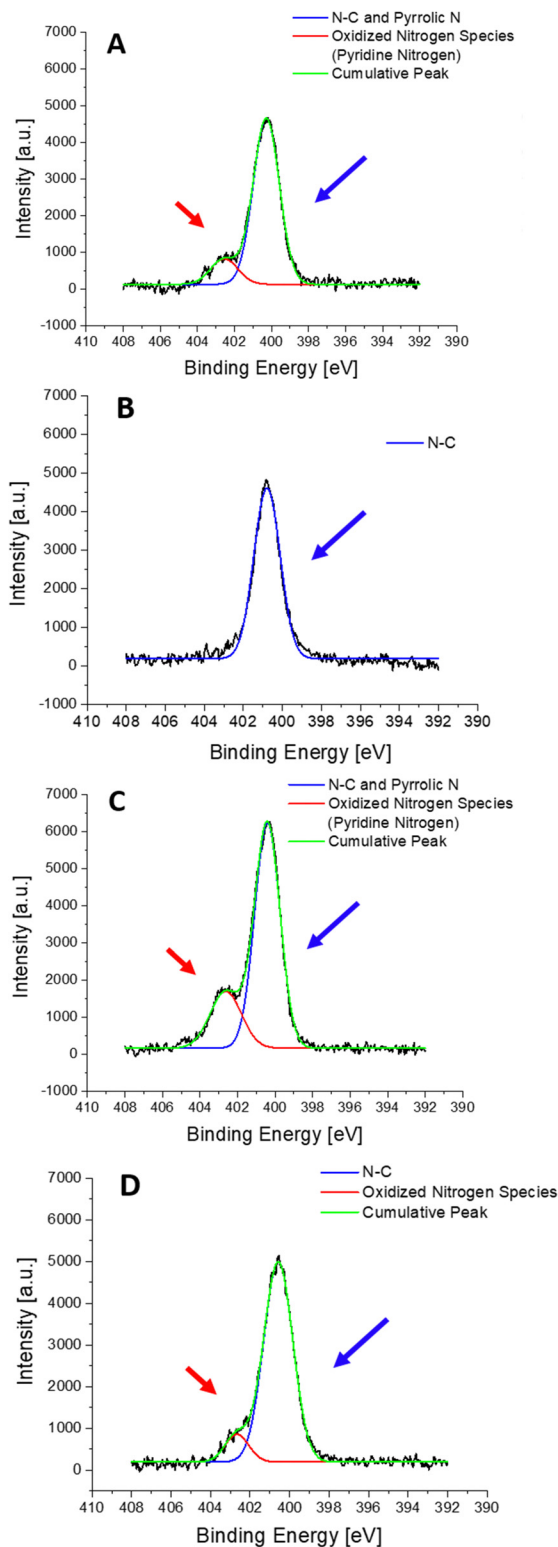 A
N-C and Pyrrolic N
Oxidized Nitrogen Species
(Pyridine Nitrogen)
Cumulative Peak
7000
6000
5000
4000
3000
2000
1000
0
-1000
Intensity [a.u.]
410 408 406 404 402 400 398 396 394 392 390
Binding Energy [eV]
B
N-C
7000
6000
5000
4000
3000
2000
1000
0
-1000
Intensity [a.u.]
410 408 406 404 402 400 398 396 394 392 390
Binding Energy [eV]
C
N-C and Pyrrolic N
Oxidized Nitrogen Species
(Pyridine Nitrogen)
Cumulative Peak
7000
6000
5000
4000
3000
2000
1000
0
-1000
Intensity [a.u.]
410 408 406 404 402 400 398 396 394 392 390
Binding Energy [eV]
D
N-C
Oxidized Nitrogen Species
Cumulative Peak
7000
6000
5000
4000
3000
2000
1000
0
Intensity [a.u.]
410 408 406 404 402 400 398 396 394 392 390
Binding Energy [eV]